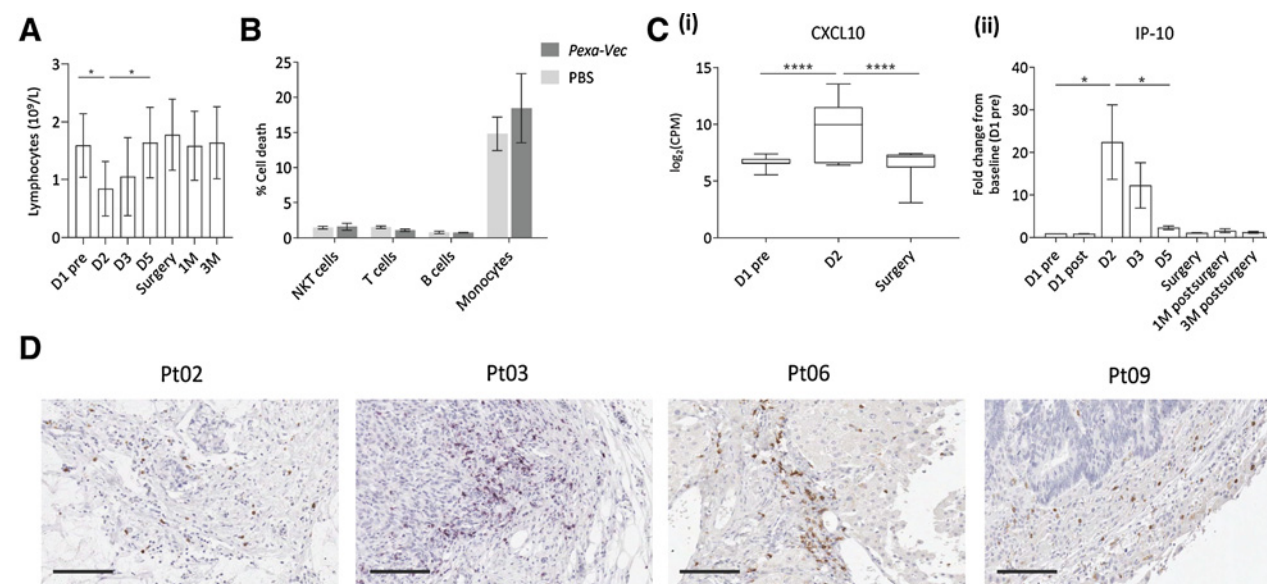 A
Lymphocytes (10⁹/L)
3
2
1
0
*
*
D1 pre
D2
D3
D5
Surgery
1M
3M
B
% Cell death
25
20
15
10
5
0
Pexa-Vec
PBS
NKT cells
T cells
B cells
Monocytes
C (i)
CXCL10
log₂(CPM)
15
10
5
0
****
****
D1 pre
D2
Surgery
(ii)
IP-10
Fold change from
baseline (D1 pre)
40
30
20
10
0
*
*
D1 pre
D1 post
D2
D3
D5
Surgery
1M postsurgery
3M postsurgery
D
Pt02
Pt03
Pt06
Pt09